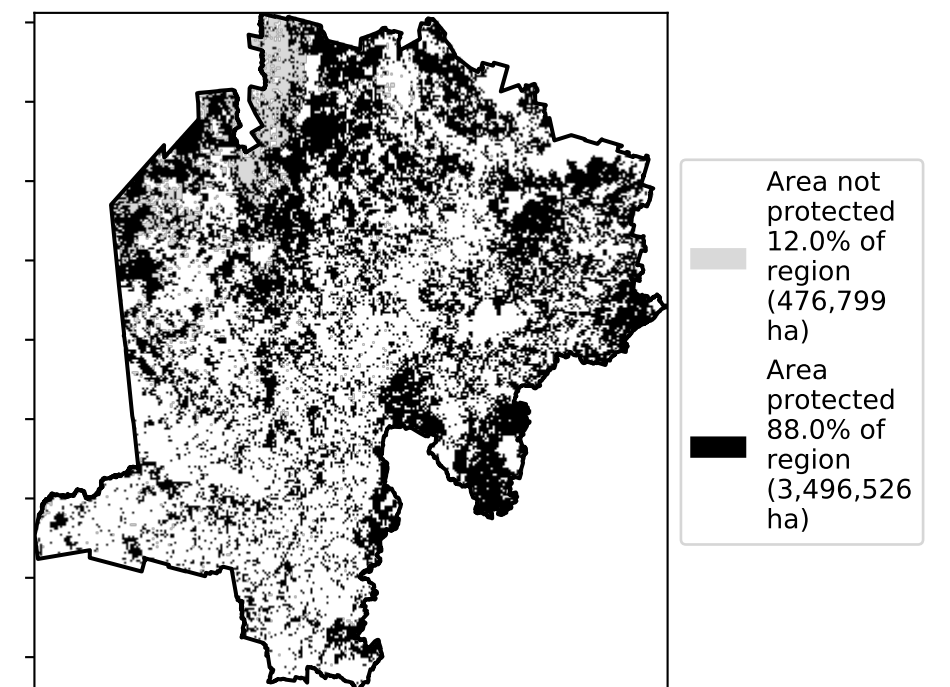 Area not
protected
12.0% of
region
(476,799
ha)
Area
protected
88.0% of
region
(3,496,526
ha)